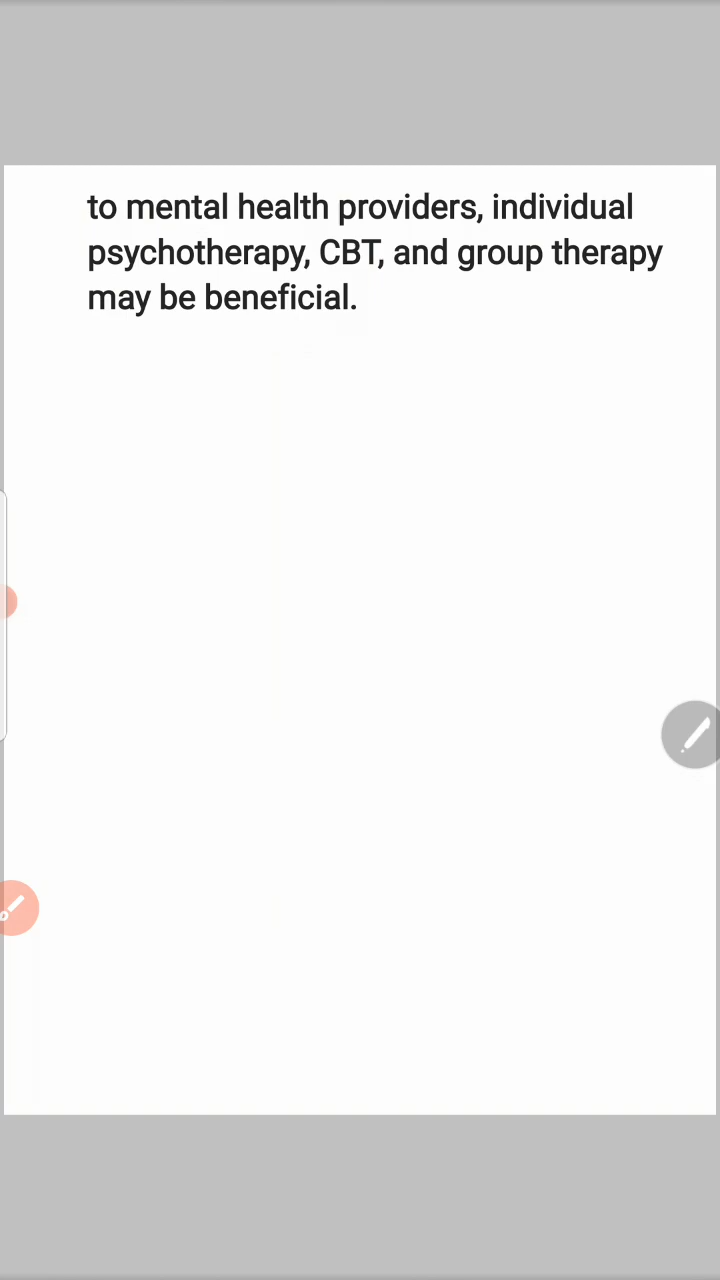 to mental health providers, individual
psychotherapy, CBT, and group therapy
may be beneficial.